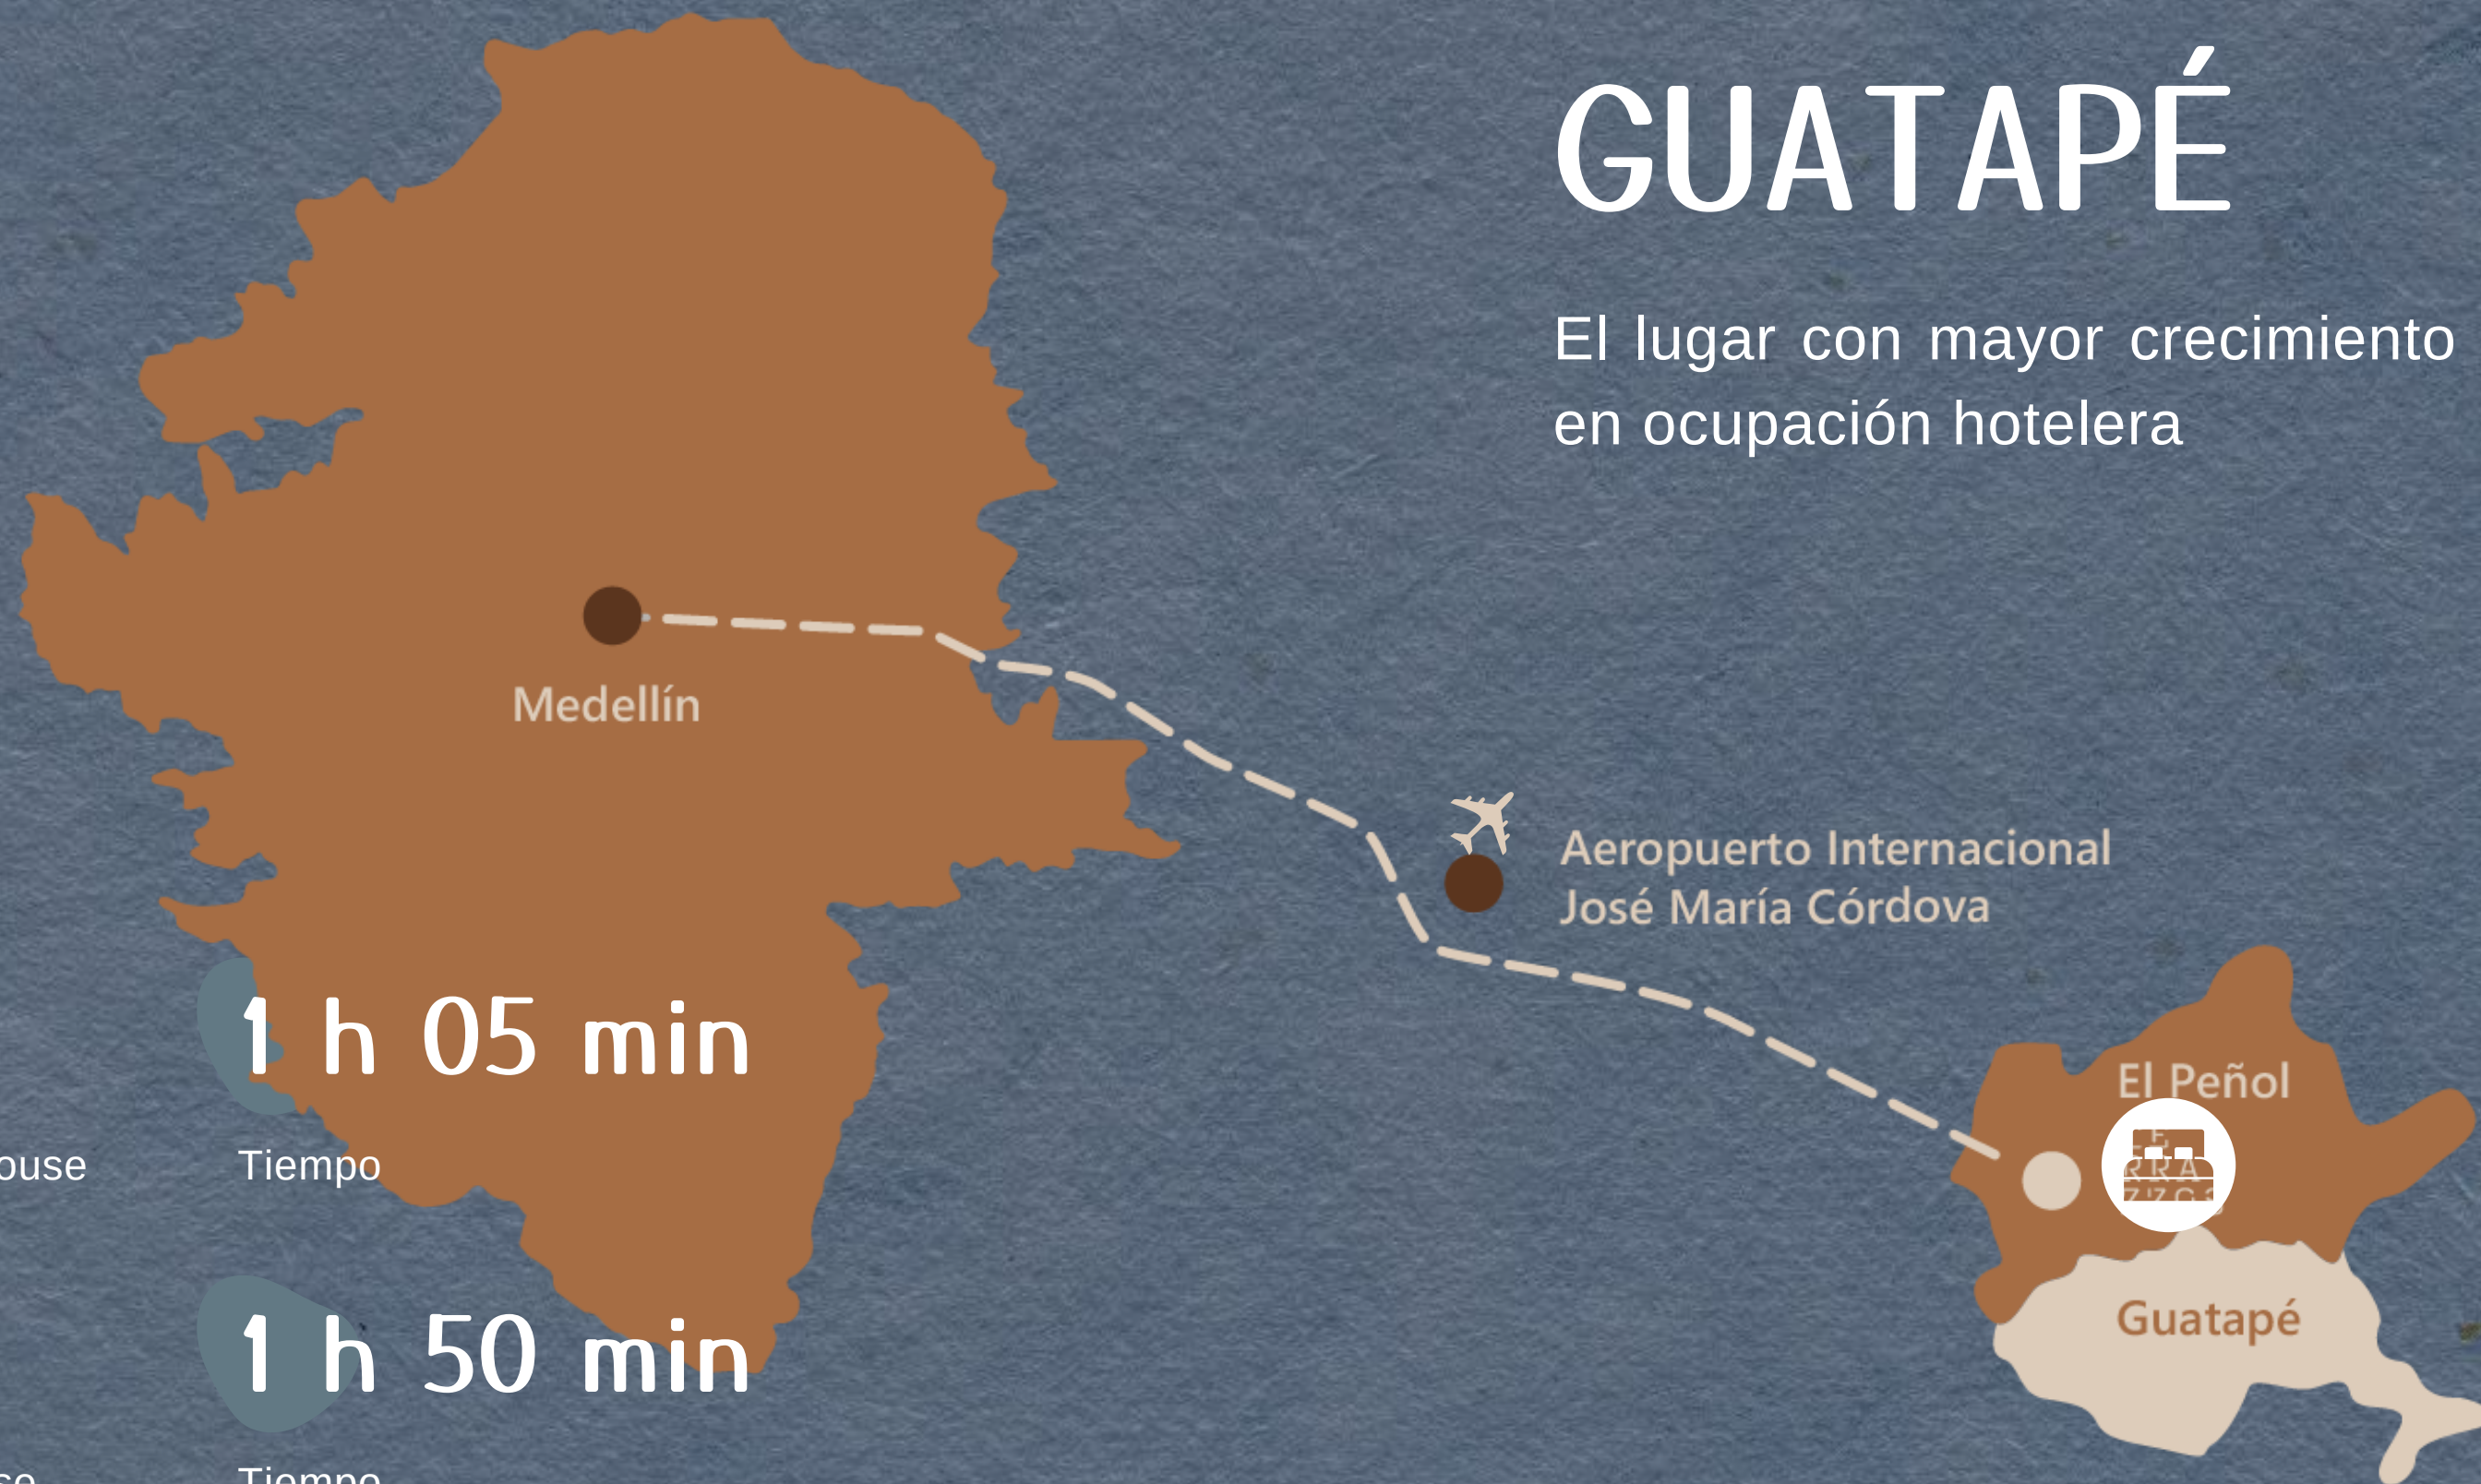 GUATAPÉ
El lugar con mayor crecimiento
en ocupación hotelera
Medellín
Aeropuerto Internacional
José María Córdova
El Peñol
Guatapé
1 h 05 min
Tiempo
1 h 50 min
Tiempo